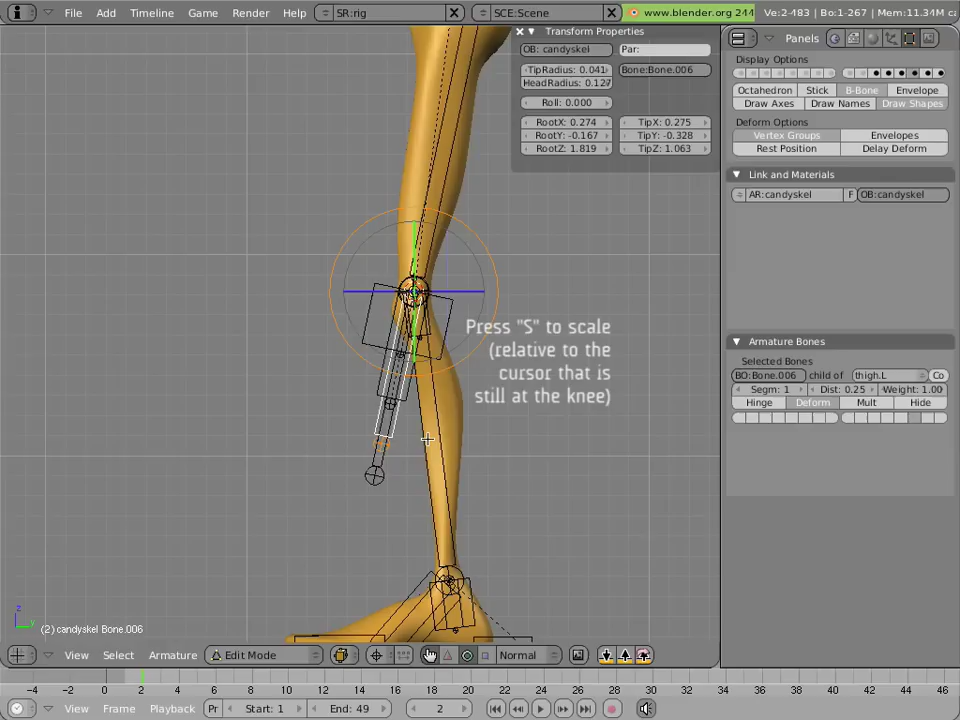 File Add Timeline Game Render Help SR:rig SCE:Scene www.blender.org 244 Ve:2-483 | Bo:1-267 | Mem:11.34M
Transform Properties
OB: candyskel Par:
TipRadius: 0.041 Bone:Bone.006
HeadRadius: 0.127
Roll: 0.000
RootX: 0.274 TipX: 0.275
RootY: -0.167 TipY: -0.328
RootZ: 1.819 TipZ: 1.063
Panels
Display Options
Octahedron Stick B-Bone Envelope
Draw Axes Draw Names Draw Shapes
Deform Options
Vertex Groups Envelopes
Rest Position Delay Deform
Link and Materials
AR:candyskel F OB:candyskel
Press "S" to scale
(relative to the
cursor that is
still at the knee)
Armature Bones
Selected Bones
BO:Bone.006 child of thigh.L Co
Segm: 1 Dist: 0.25 Weight: 1.00
Hinge Deform Mult Hide
z
y
(2) candyskel Bone.006
View Select Armature Edit Mode Normal
-4 -2 0 2 4 6 8 10 12 14 16 18 20 22 24 26 28 30 32 34 34 36 38 40 42 44 46
View Frame Playback Pr Start: 1 End: 49 2